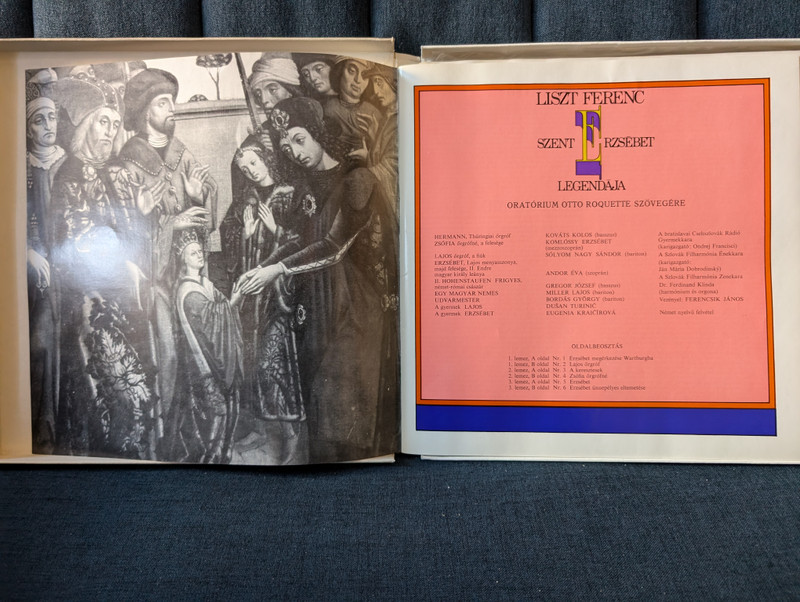 LISZT FERENC
SZENT ERZSÉBET
LEGENDÁJA
ORATÓRIUM OTTO ROQUETTE SZÖVEGÉRE
HERMANN, Thüringiai őrgróf
ZSÓFIA őrgrófné, a felesége
LAJOS őrgróf, a fiúk
ERZSÉBET, Lajos menyasszonya,
majd felesége, II. Endre
magyar király leánya
II. HOHENSTAUFEN FRIGYES,
német-római császár
EGY MAGYAR NEMES
UDVARMESTER
A gyermek LAJOS
A gyermek ERZSÉBET
KOVÁTS KOLOS (basszus)
KOMLÓSSY ERZSÉBET
(mezzoszoprán)
SÓLYOM NAGY SÁNDOR (bariton)
ANDOR ÉVA (szoprán)
GREGOR JÓZSEF (basszus)
MILLER LAJOS (bariton)
BORDÁS GYÖRGY (bariton)
DUŠAN TURINIČ
EUGENIA KRAJČÍROVÁ
A bratislavai Csehszlovák Rádió
Gyermekkara
(karigazgató: Ondrej Francisci)
A Szlovák Filharmónia Énekkara
(karigazgató:
Ján Mária Dobrodinský)
A Szlovák Filharmónia Zenekara
Dr. Ferdinand Klinda
(harmónium és orgona)
Vezényel: FERENCSIK JÁNOS
Német nyelvű felvétel
OLDALBEOSZTÁS
1. lemez, A oldal Nr. 1 Erzsébet megérkezése Wartburgba
1. lemez, B oldal Nr. 2 Lajos őrgróf
2. lemez, A oldal Nr. 3 A keresztesek
2. lemez, B oldal Nr. 4 Zsófia őrgrófné
3. lemez, A oldal Nr. 5 Erzsébet
3. lemez, B oldal Nr. 6 Erzsébet ünnepélyes eltemetése